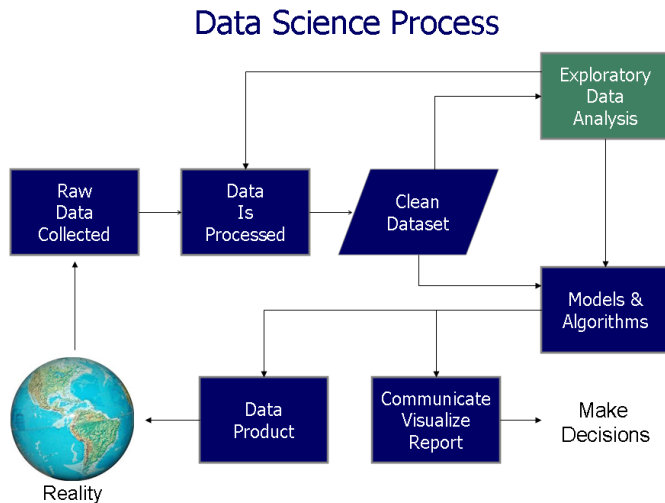 Data Science Process
Exploratory
Data
Analysis
Raw
Data
Collected
Data
Is
Processed
Clean
Dataset
Models &
Algorithms
Data
Product
Communicate
Visualize
Report
Make
Decisions
Reality